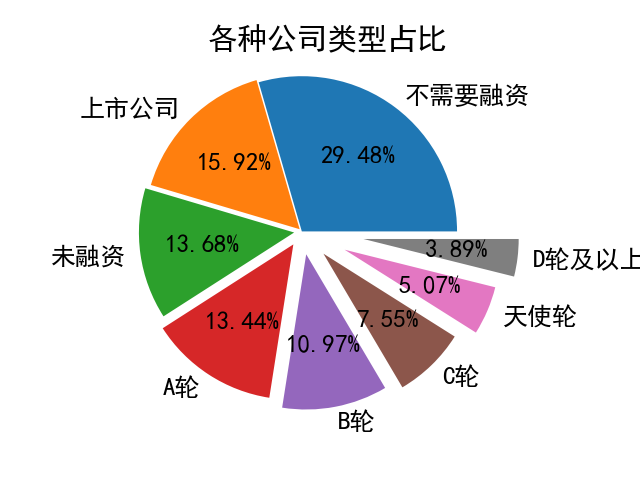 各种公司类型占比
不需要融资
29.48%
上市公司
15.92%
未融资
13.68%
A轮
13.44%
B轮
10.97%
C轮
7.55%
天使轮
5.07%
D轮及以上
3.89%